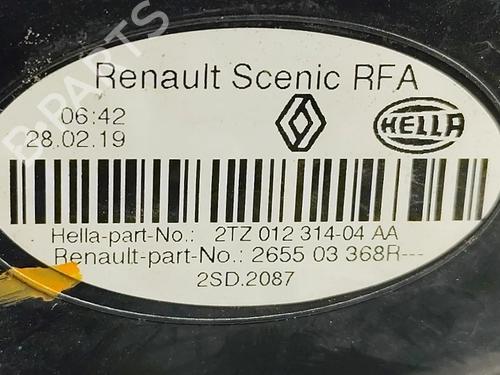 Renault Scenic RFA
06:42
28.02.19
HELLA
Hella-part-No.: 2TZ 012 314-04 AA
Renault-part-No.: 2655 03 368R---
2SD.2087
B-PARTS